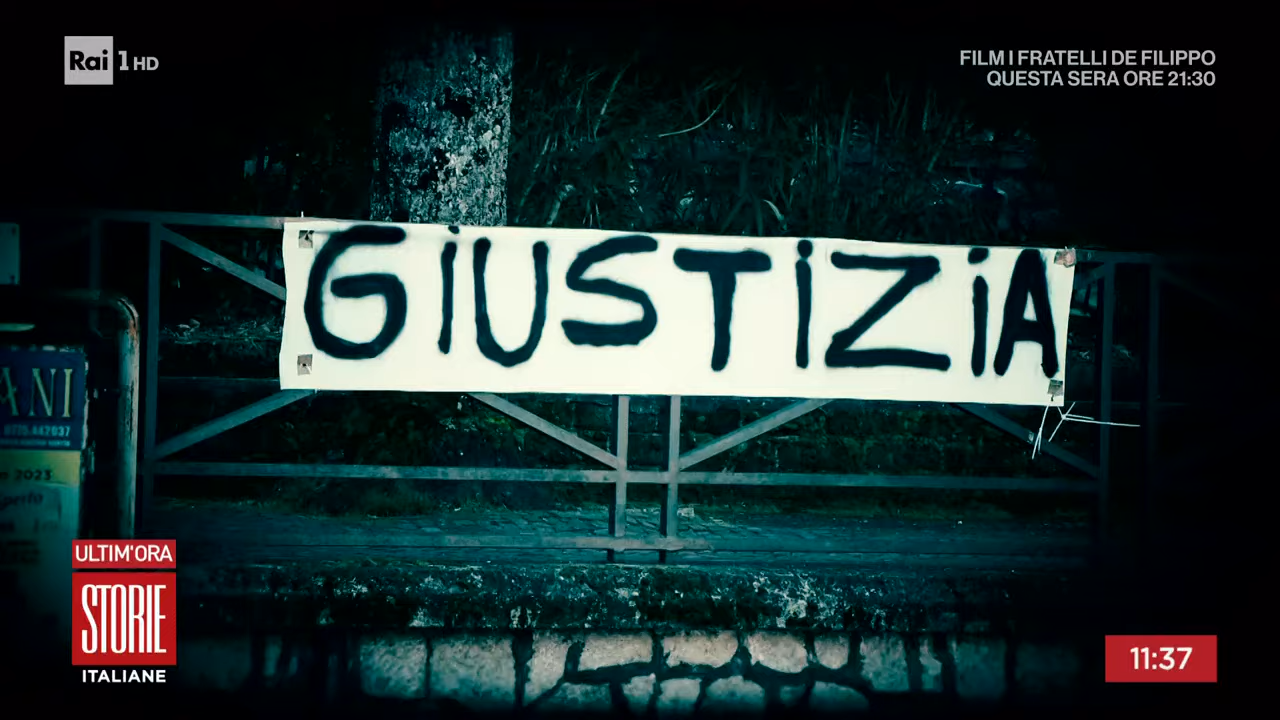 Rai 1 HD
FILM I FRATELLI DE FILIPPO
QUESTA SERA ORE 21:30
GIUSTIZIA
ANI
2023
ULTIM'ORA
STORIE
ITALIANE
11:37